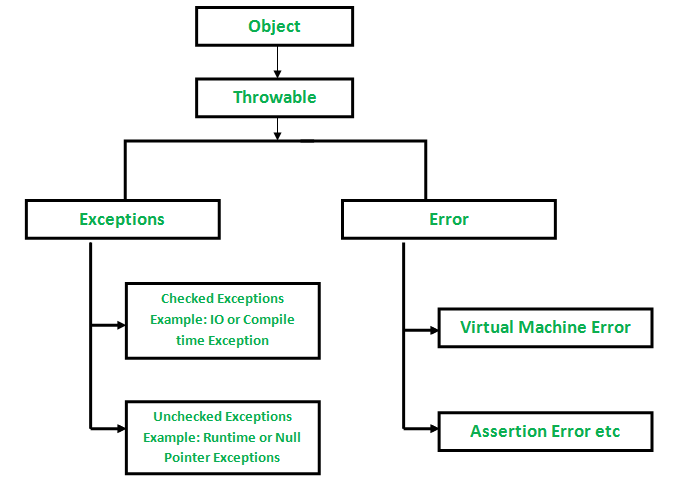 Object
Throwable
Exceptions
Error
Checked Exceptions
Example: IO or Compile
time Exception
Virtual Machine Error
Unchecked Exceptions
Example: Runtime or Null
Pointer Exceptions
Assertion Error etc